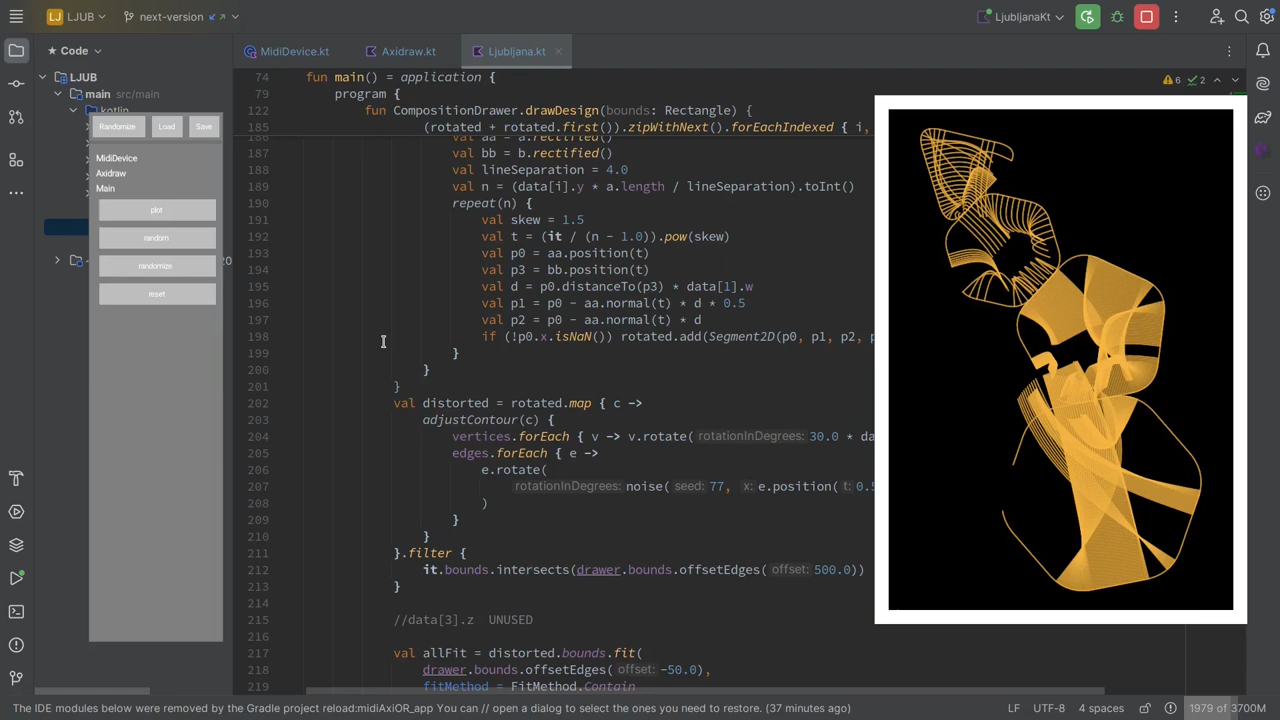 LJ LJUB next-version LjubljanaKt
Code
LJUB
main src/main
kotlin
Randomize Load Save
MidiDevice
Axidraw
Main
plot
random
randomize
reset
MidiDevice.kt Axidraw.kt Ljubljana.kt
6 2
74 fun main() = application {
79 program {
122 fun CompositionDrawer.drawDesign(bounds: Rectangle) {
185 (rotated + rotated.first()).zipWithNext().forEachIndexed { i,
186 val aa = a.rectified()
187 val bb = b.rectified()
188 val lineSeparation = 4.0
189 val n = (data[i].y * a.length / lineSeparation).toInt()
190 repeat(n) {
191 val skew = 1.5
192 val t = (it / (n - 1.0)).pow(skew)
193 val p0 = aa.position(t)
194 val p3 = bb.position(t)
195 val d = p0.distanceTo(p3) * data[1].w
196 val p1 = p0 - aa.normal(t) * d * 0.5
197 val p2 = p0 - aa.normal(t) * d
198 if (!p0.x.isNaN()) rotated.add(Segment2D(p0, p1, p2, p
199 }
200 }
201 }
202 val distorted = rotated.map { c ->
203 adjustContour(c) {
204 vertices.forEach { v -> v.rotate( rotationInDegrees: 30.0 * da
205 edges.forEach { e ->
206 e.rotate(
207 rotationInDegrees: noise( seed: 77, x: e.position( t: 0.5
208 )
209 }
210 }
211 }.filter {
212 it.bounds.intersects(drawer.bounds.offsetEdges( offset: 500.0))
213 }
214
215 //data[3].z UNUSED
216
217 val allFit = distorted.bounds.fit(
218 drawer.bounds.offsetEdges( offset: -50.0),
219 fitMethod = FitMethod.Contain
The IDE modules below were removed by the Gradle project reload:midiAxiOR_app You can // open a dialog to select the ones you need to restore. (37 minutes ago) LF UTF-8 4 spaces 1979 of 3700M